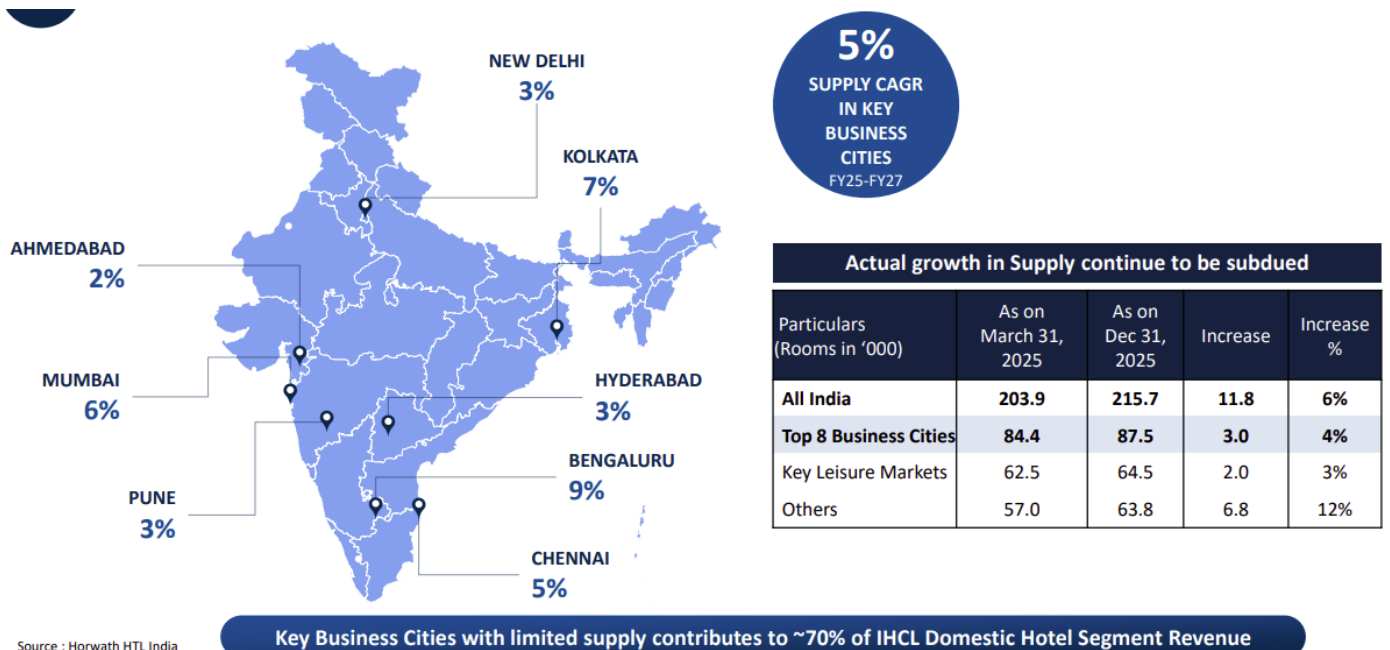 NEW DELHI
3%
KOLKATA
7%
AHMEDABAD
2%
MUMBAI
6%
HYDERABAD
3%
BENGALURU
9%
PUNE
3%
CHENNAI
5%
5%
SUPPLY CAGR
IN KEY
BUSINESS
CITIES
FY25-FY27
Actual growth in Supply continue to be subdued
Particulars (Rooms in ‘000) As on March 31, 2025 As on Dec 31, 2025 Increase Increase %
All India 203.9 215.7 11.8 6%
Top 8 Business Cities 84.4 87.5 3.0 4%
Key Leisure Markets 62.5 64.5 2.0 3%
Others 57.0 63.8 6.8 12%
Key Business Cities with limited supply contributes to ~70% of IHCL Domestic Hotel Segment Revenue
Source : Horwath HTL India